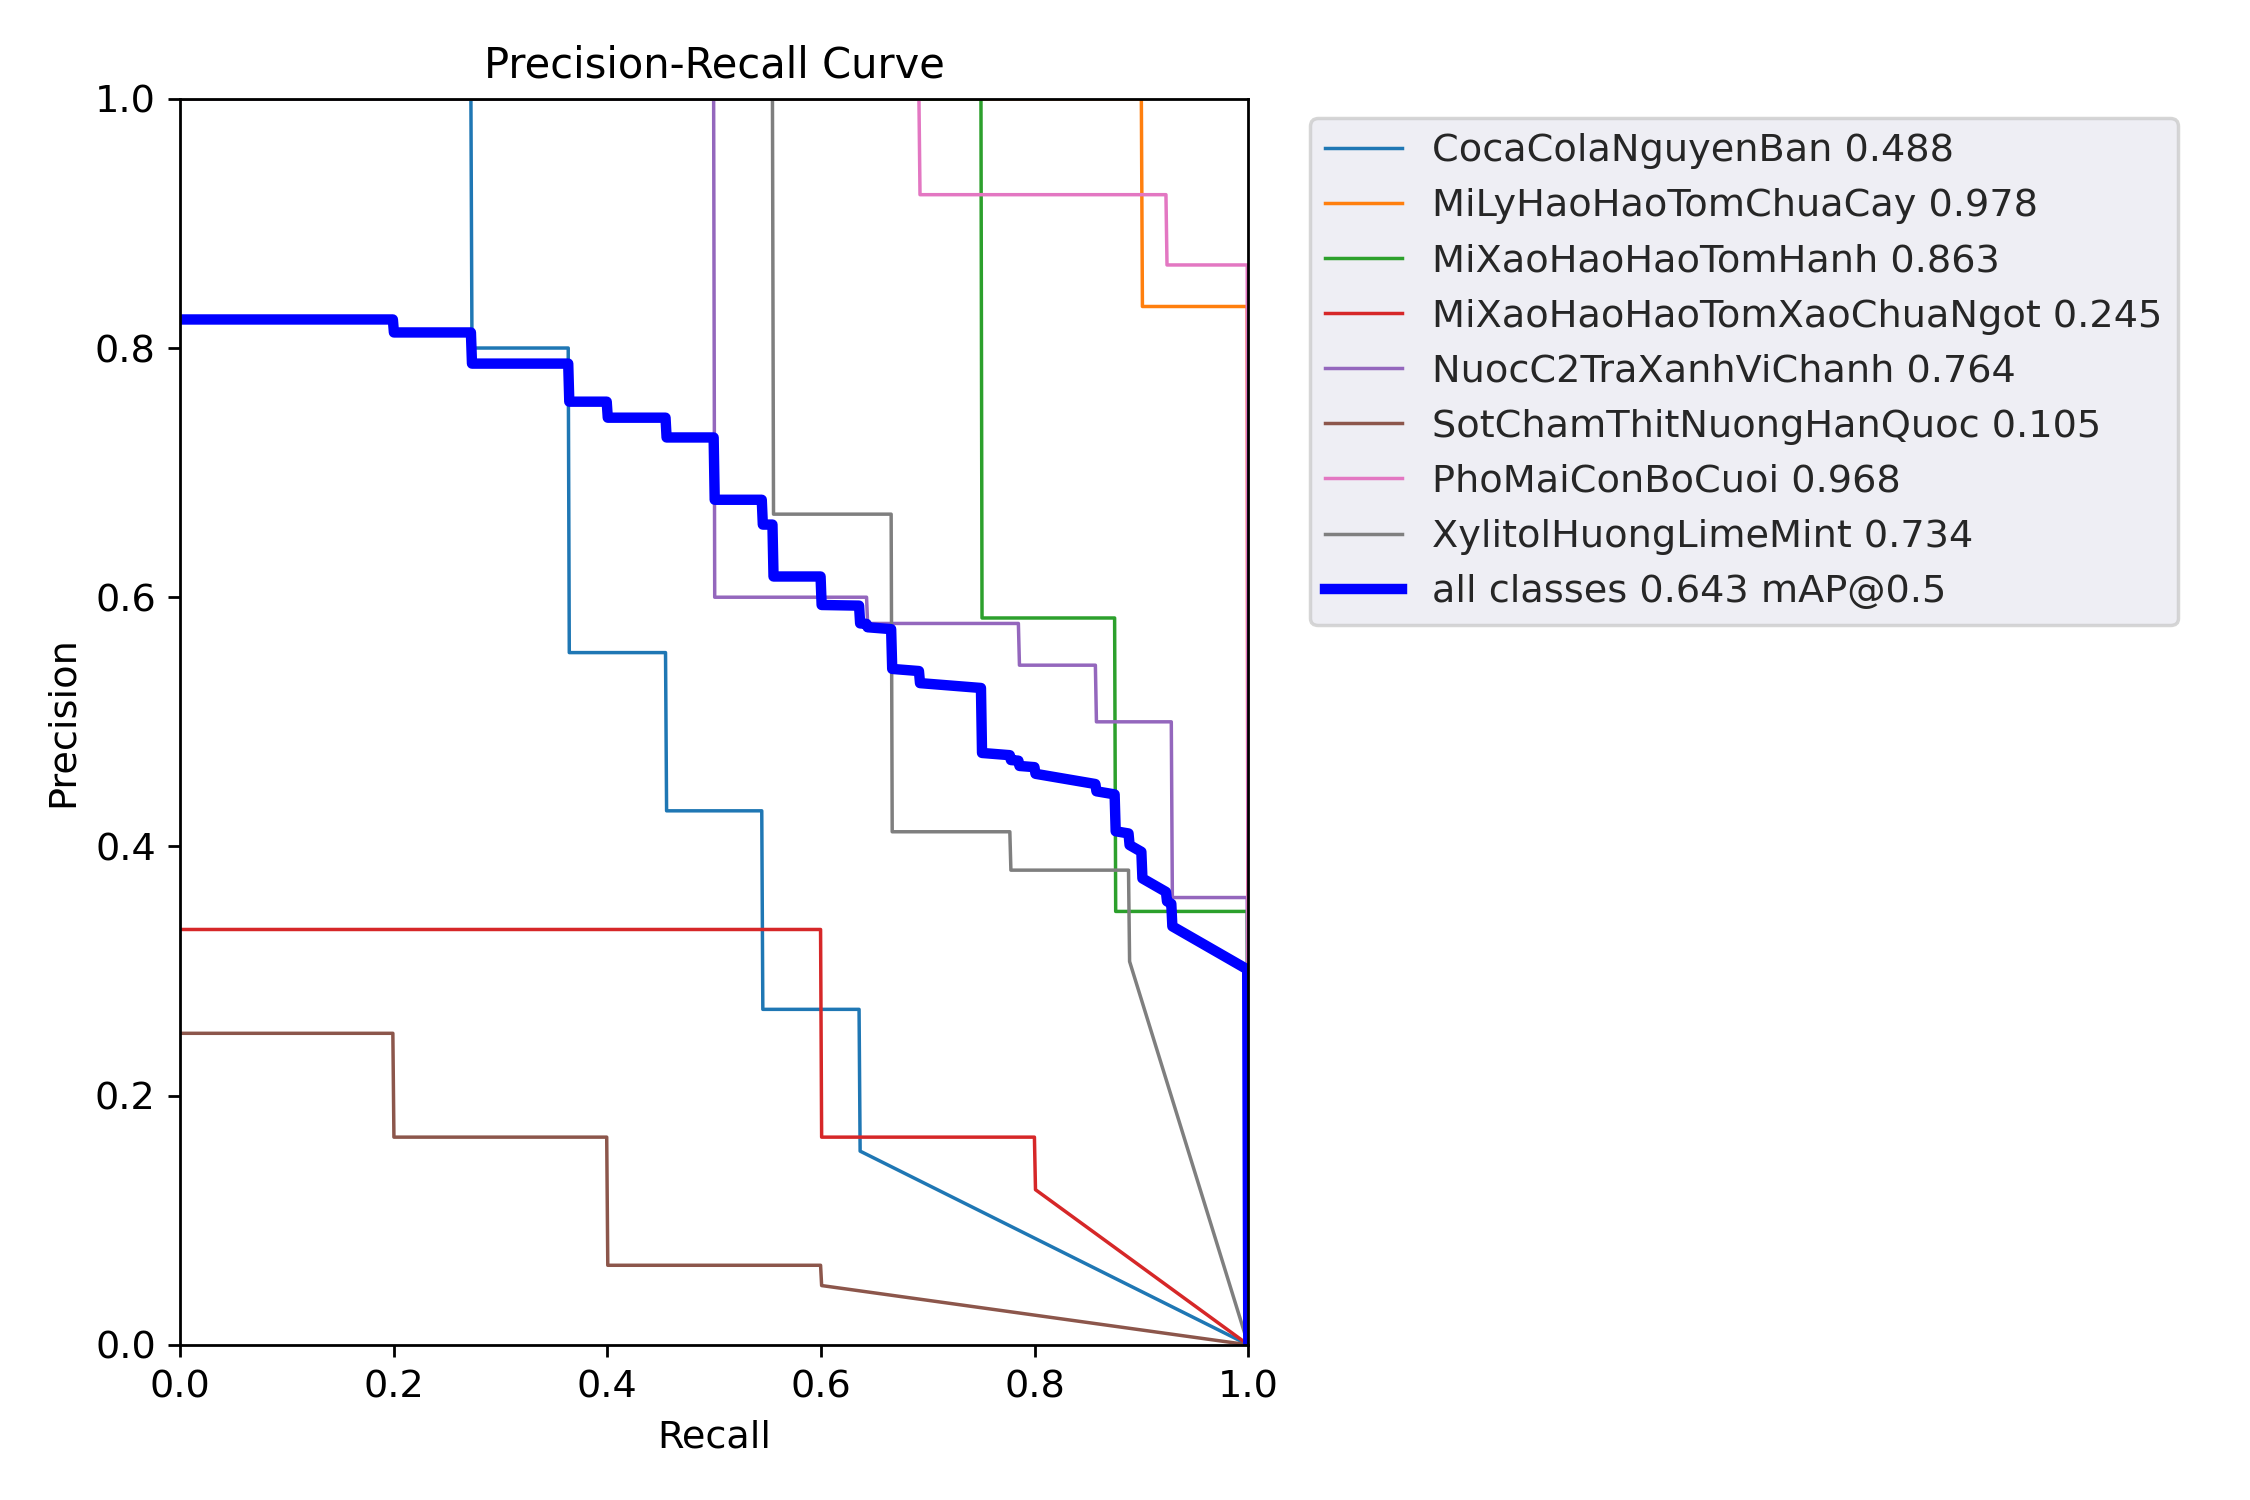 Precision-Recall Curve
1.0
0.8
0.6
0.4
0.2
0.0
Precision
0.0 0.2 0.4 0.6 0.8 1.0
Recall
CocaColaNguyenBan 0.488
MiLyHaoHaoTomChuaCay 0.978
MiXaoHaoHaoTomHanh 0.863
MiXaoHaoHaoTomXaoChuaNgot 0.245
NuocC2TraXanhViChanh 0.764
SotChamThitNuongHanQuoc 0.105
PhoMaiConBoCuoi 0.968
XylitolHuongLimeMint 0.734
all classes 0.643 mAP@0.5